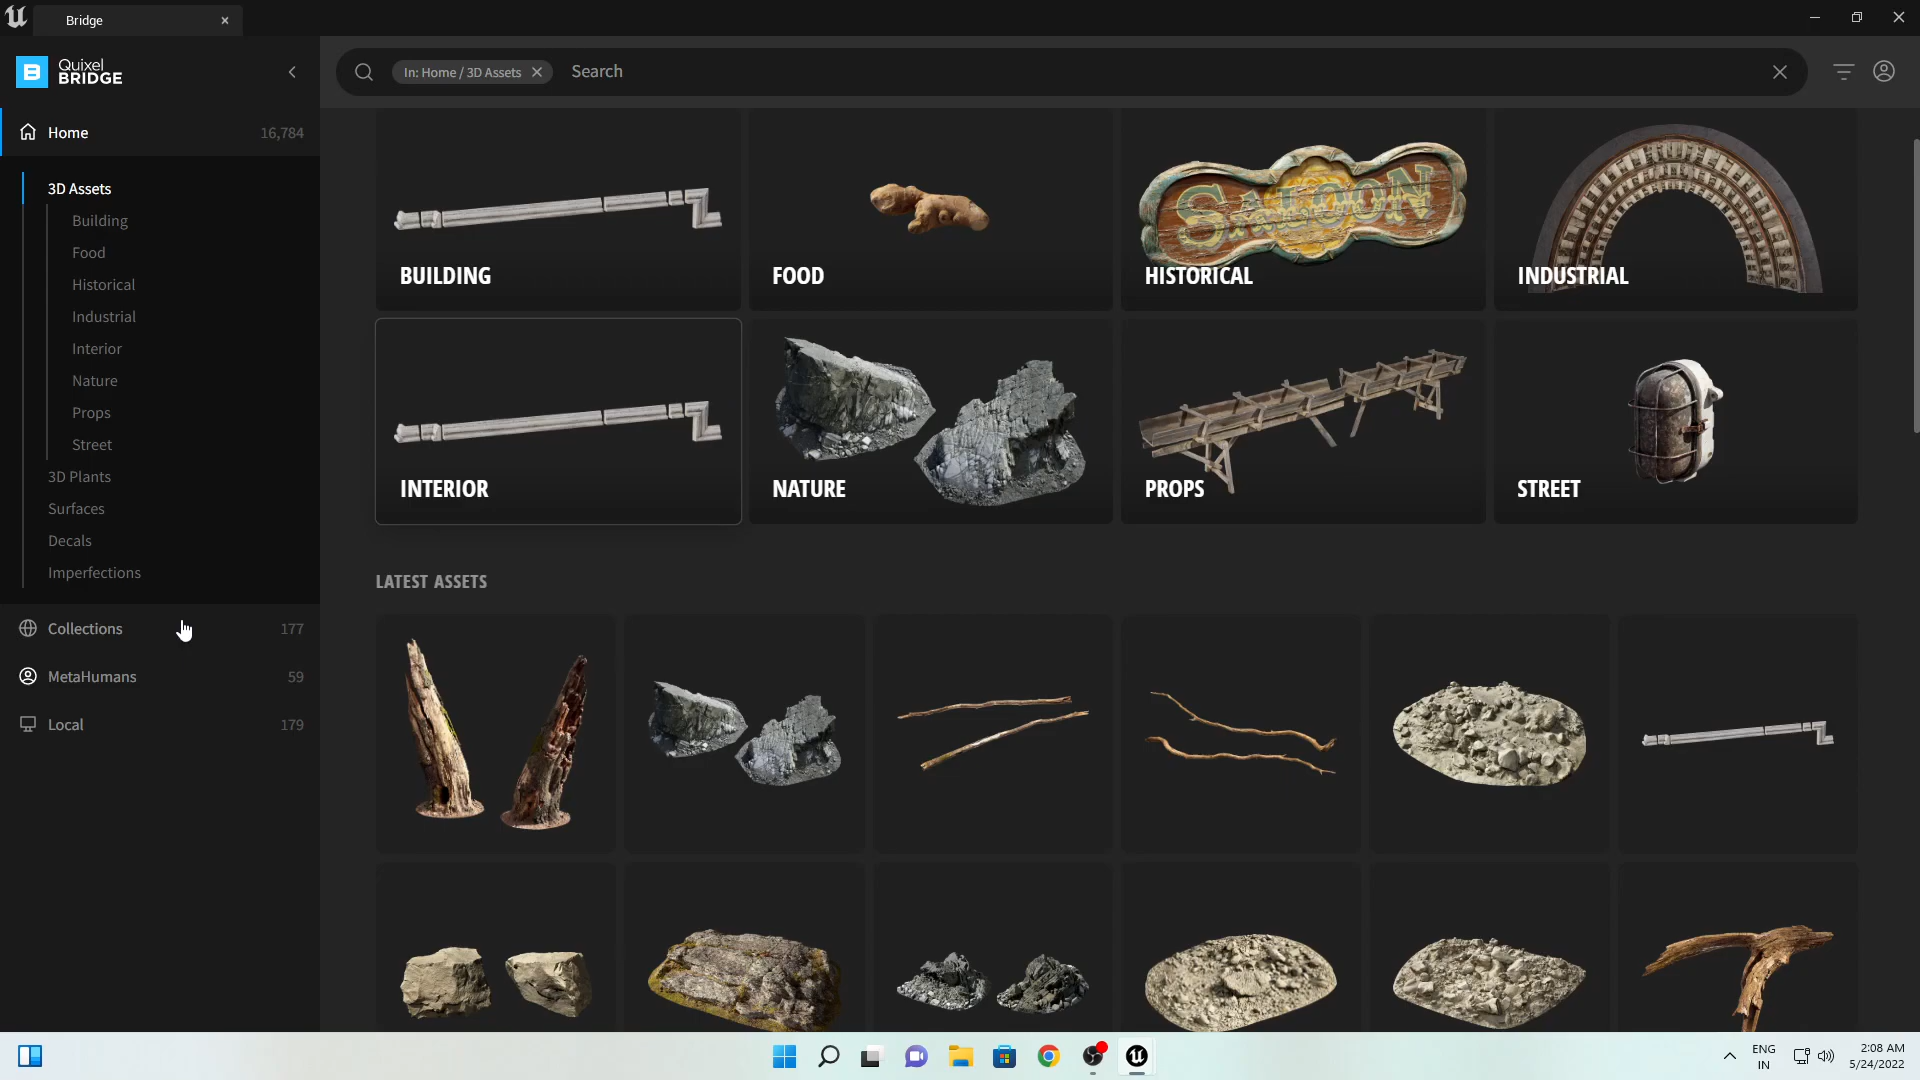 Bridge
Quixel
BRIDGE
In: Home / 3D Assets
Search
Home
16,784
3D Assets
Building
Food
Historical
Industrial
Interior
Nature
Props
Street
3D Plants
Surfaces
Decals
Imperfections
Collections
177
MetaHumans
59
Local
179
SALOON
BUILDING
FOOD
HISTORICAL
INDUSTRIAL
INTERIOR
NATURE
PROPS
STREET
LATEST ASSETS
ENG
IN
2:08 AM
5/24/2022